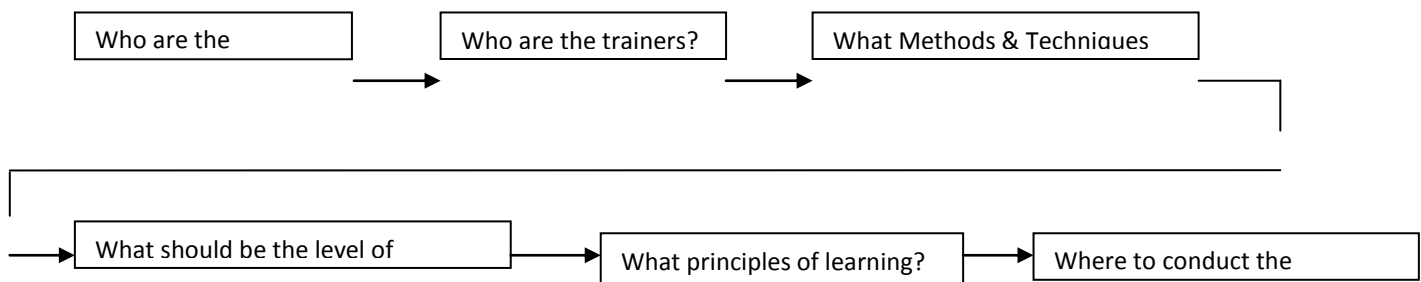 Who are the
Who are the trainers?
What Methods & Techniques
What should be the level of
What principles of learning?
Where to conduct the